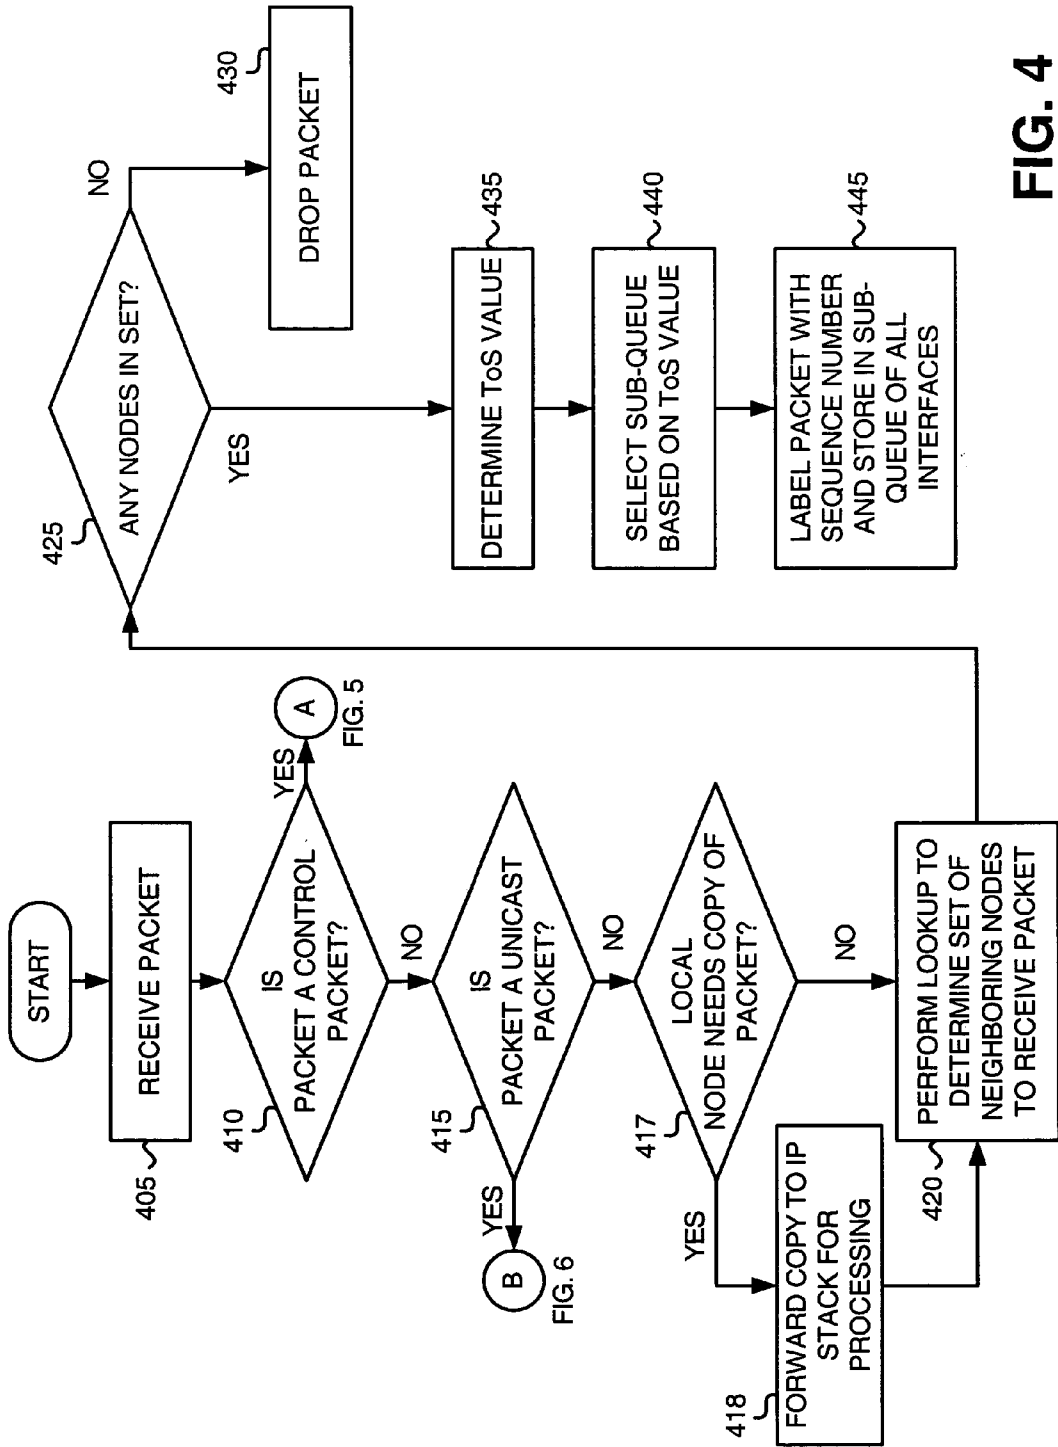 START
RECEIVE PACKET
405
IS
PACKET A CONTROL
PACKET?
410
YES
A
FIG. 5
NO
IS
PACKET A UNICAST
PACKET?
415
YES
B
FIG. 6
NO
LOCAL
NODE NEEDS COPY OF
PACKET?
417
YES
NO
FORWARD COPY TO IP
STACK FOR
PROCESSING
418
PERFORM LOOKUP TO
DETERMINE SET OF
NEIGHBORING NODES
TO RECEIVE PACKET
420
ANY NODES IN SET?
425
NO
DROP PACKET
430
YES
DETERMINE ToS VALUE
435
SELECT SUB-QUEUE
BASED ON ToS VALUE
440
LABEL PACKET WITH
SEQUENCE NUMBER
AND STORE IN SUB-
QUEUE OF ALL
INTERFACES
445
FIG. 4